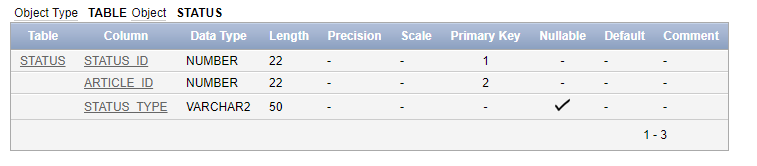 Object Type TABLE Object STATUS
Table Column Data Type Length Precision Scale Primary Key Nullable Default Comment
STATUS STATUS_ID NUMBER 22 - - 1 - - -
ARTICLE_ID NUMBER 22 - - 2 - - -
STATUS_TYPE VARCHAR2 50 - - - ✓ - -
1 - 3